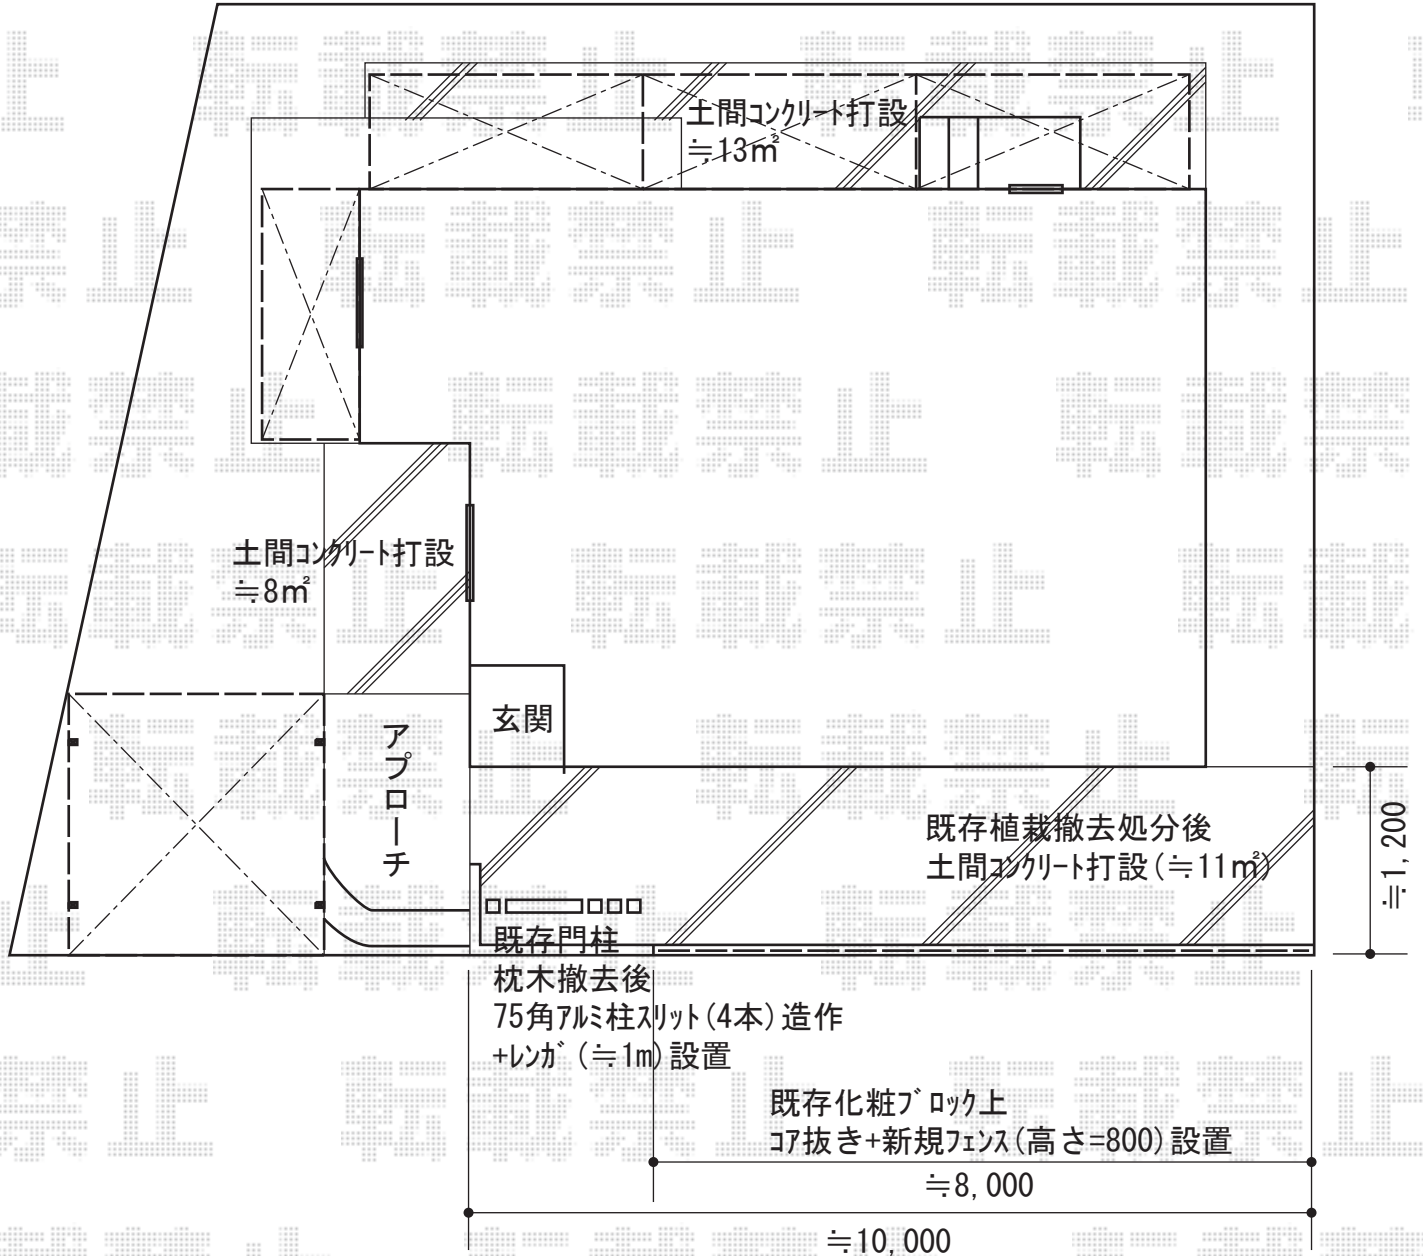 土間コンクリート打設
≒13㎡
土間コンクリート打設
≒8㎡
玄関
アプローチ
既存植栽撤去処分後
土間コンクリート打設(≒11㎡)
≒1,200
既存門柱
枕木撤去後
75角アルミ柱スリット(4本)造作
+レンガ(≒1m)設置
既存化粧ブロック上
コア抜き+新規フェンス(高さ=800)設置
≒8,000
≒10,000
転載禁止